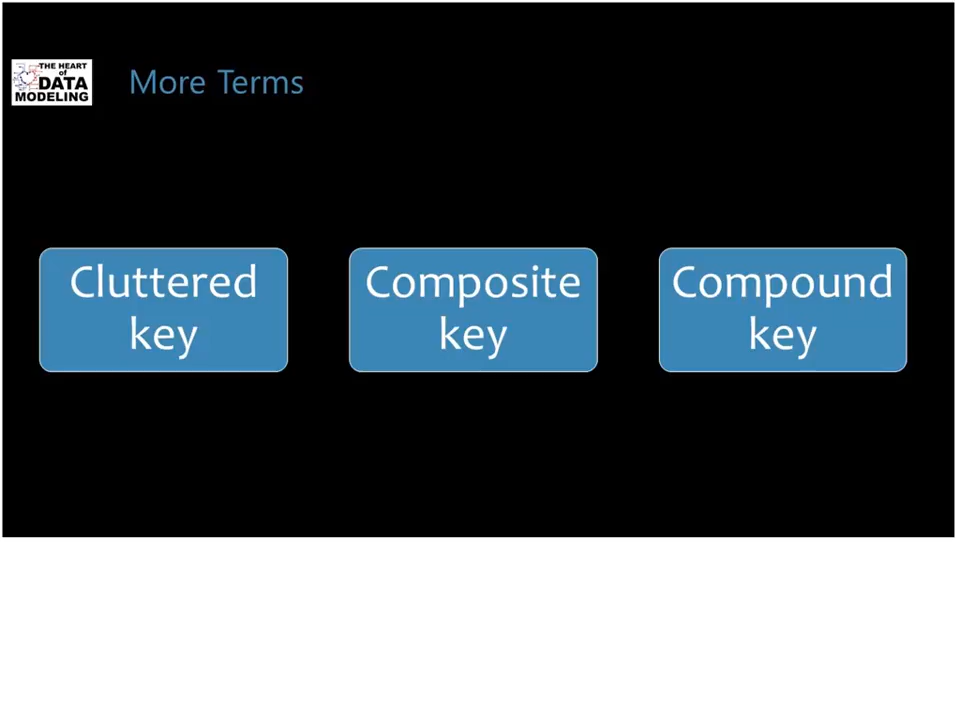 THE HEART
of
DATA
MODELING
More Terms
Cluttered
key
Composite
key
Compound
key